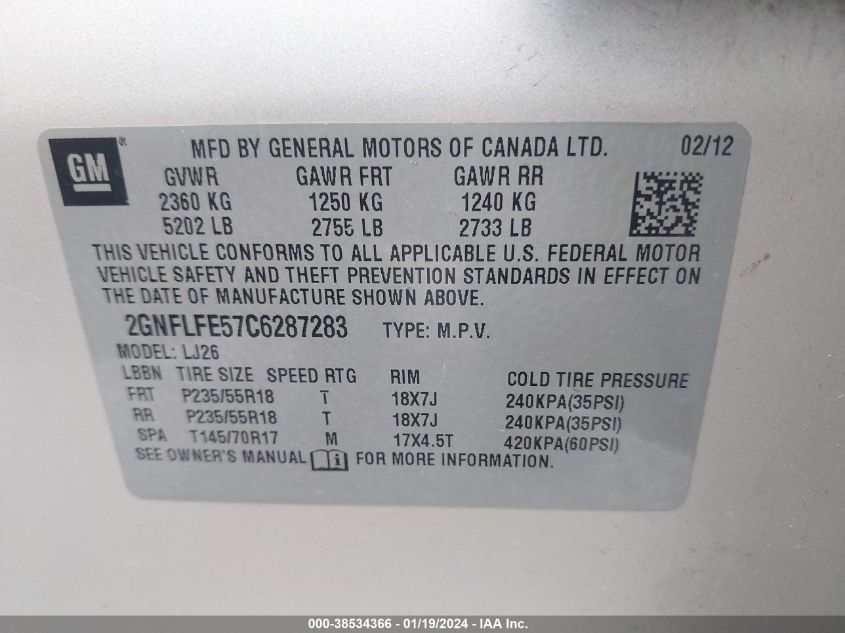 GM ® MFD BY GENERAL MOTORS OF CANADA LTD. 02/12
GVWR GAWR FRT GAWR RR
2360 KG 1250 KG 1240 KG
5202 LB 2755 LB 2733 LB
THIS VEHICLE CONFORMS TO ALL APPLICABLE U.S. FEDERAL MOTOR
VEHICLE SAFETY AND THEFT PREVENTION STANDARDS IN EFFECT ON
THE DATE OF MANUFACTURE SHOWN ABOVE.
2GNFLFE57C6287283 TYPE: M.P.V.
MODEL: LJ26
LBBN TIRE SIZE SPEED RTG RIM COLD TIRE PRESSURE
FRT P235/55R18 T 18X7J 240KPA(35PSI)
RR P235/55R18 T 18X7J 240KPA(35PSI)
SPA T145/70R17 M 17X4.5T 420KPA(60PSI)
SEE OWNER'S MANUAL i FOR MORE INFORMATION.
000-38534366 - 01/19/2024 - IAA Inc.